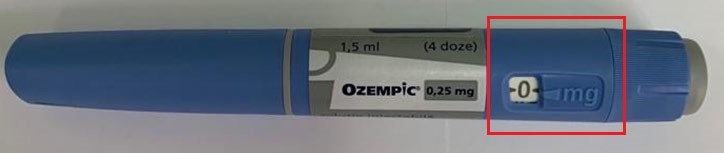 1,5 ml (4 doze)
OZEMPIC® 0,25 mg
-0- mg